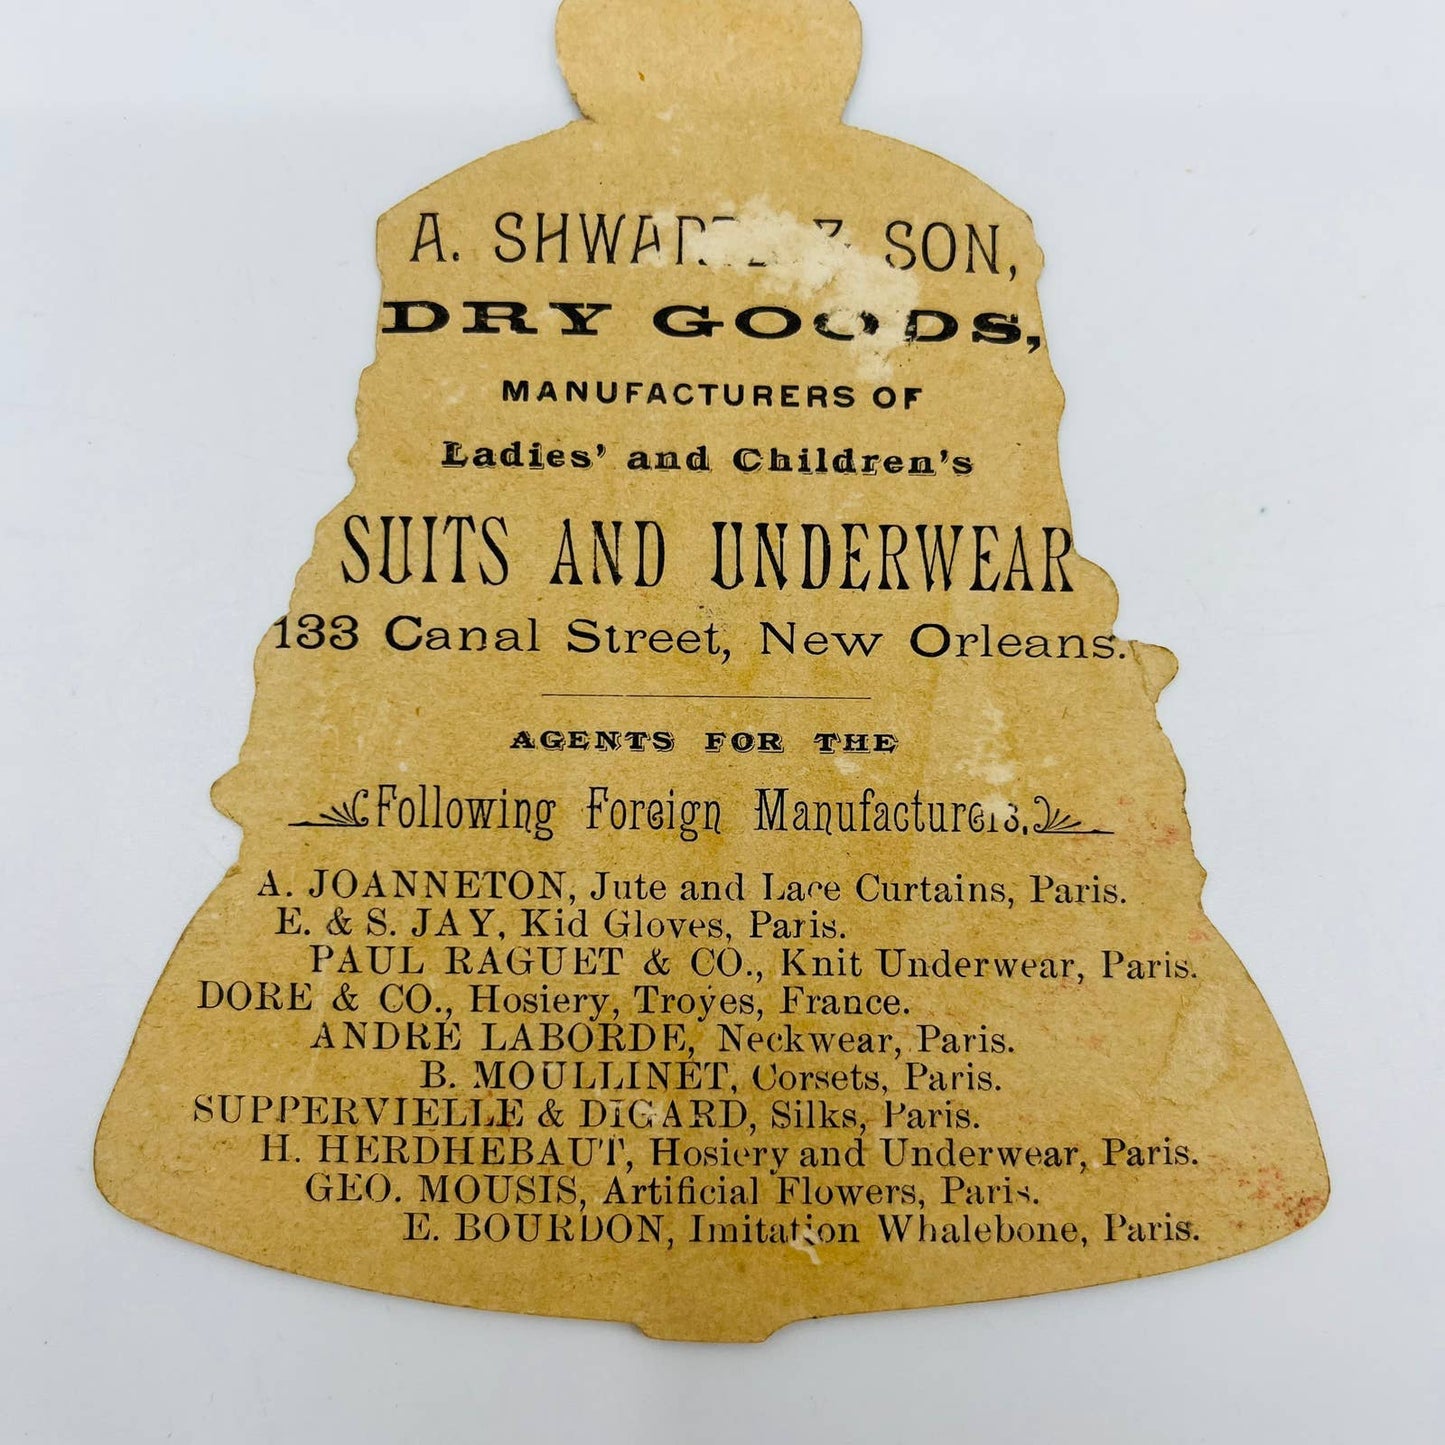 A. SON,
DRY GOODS,
MANUFACTURERS OF
Ladies' and Children's
SUITS AND UNDERWEAR
133 Canal Street, New Orleans.
AGENTS FOR THE
Following Foreign Manufacturers.
A. JOANNETON, Jute and Lace Curtains, Paris.
E. & S. JAY, Kid Gloves, Paris.
PAUL RAGUET & CO., Knit Underwear, Paris.
DORE & CO., Hosiery, Troyes, France.
ANDRE LABORDE, Neckwear, Paris.
B. MOULLINET, Corsets, Paris.
SUPPERVIELLE & DIGARD, Silks, Paris.
H. HERDHEBAUT, Hosiery and Underwear, Paris.
GEO. MOUSIS, Artificial Flowers, Paris.
E. BOURDON, Imitation Whalebone, Paris.